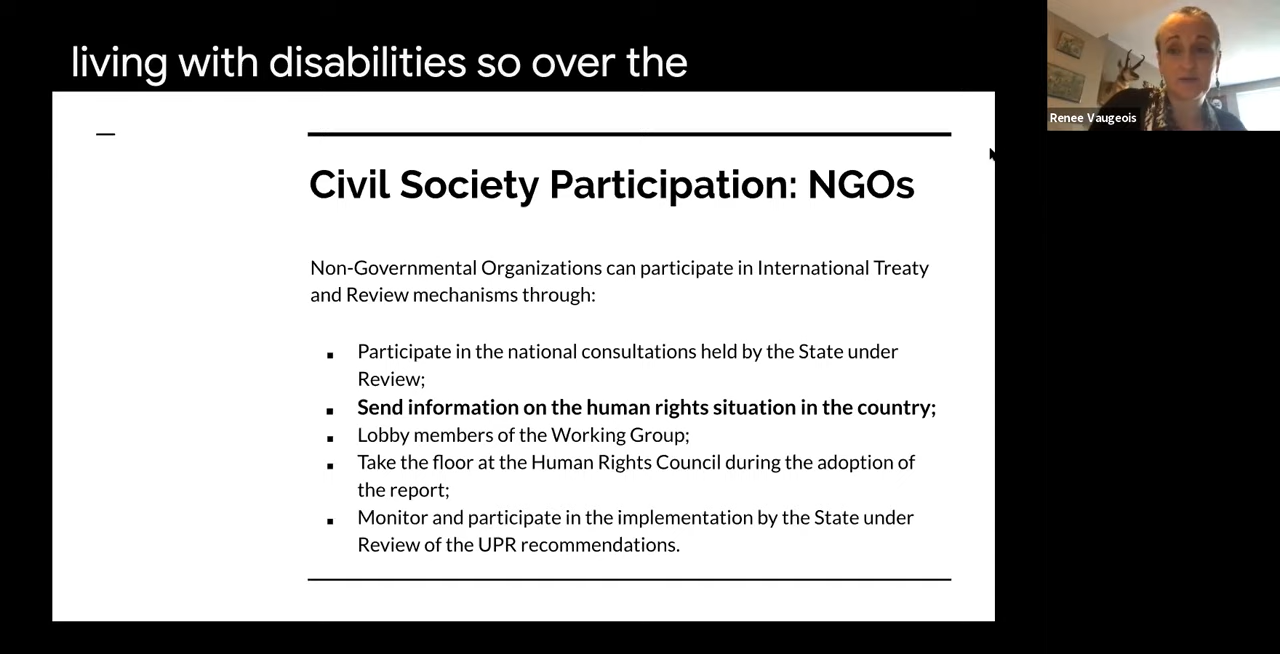 living with disabilities so over the
Renee Vaugeois
Civil Society Participation: NGOs
Non-Governmental Organizations can participate in International Treaty
and Review mechanisms through:
▪ Participate in the national consultations held by the State under
Review;
▪ Send information on the human rights situation in the country;
▪ Lobby members of the Working Group;
▪ Take the floor at the Human Rights Council during the adoption of
the report;
▪ Monitor and participate in the implementation by the State under
Review of the UPR recommendations.